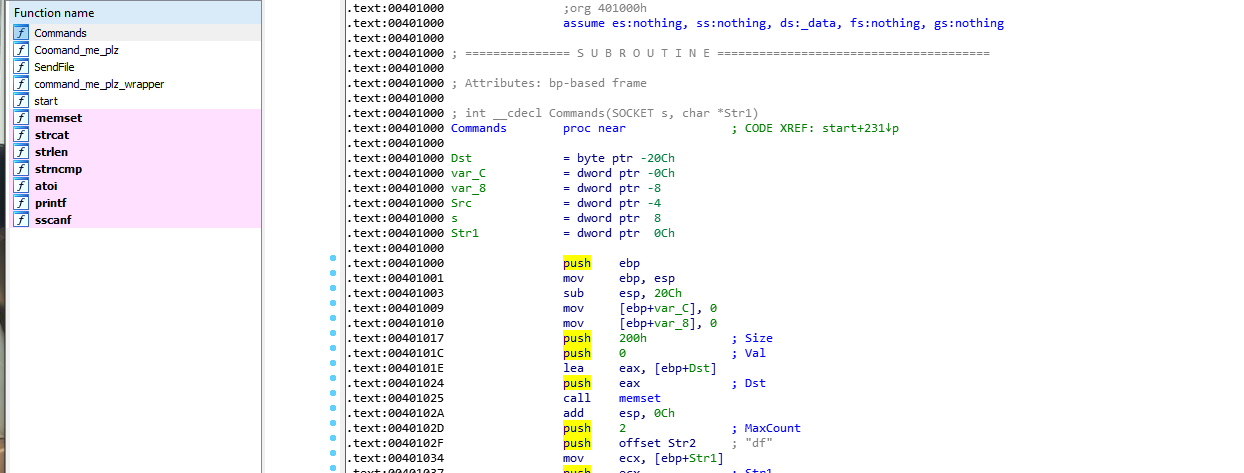 Function name
f Commands
f Coomand_me_plz
f SendFile
f command_me_plz_wrapper
f start
f memset
f strcat
f strlen
f strncmp
f atoi
f printf
f sscanf
.text:00401000 ;org 401000h
.text:00401000 assume es:nothing, ss:nothing, ds:_data, fs:nothing, gs:nothing
.text:00401000
.text:00401000 ; =============== S U B R O U T I N E =======================================
.text:00401000
.text:00401000 ; Attributes: bp-based frame
.text:00401000
.text:00401000 ; int __cdecl Commands(SOCKET s, char *Str1)
.text:00401000 Commands proc near ; CODE XREF: start+231↓p
.text:00401000
.text:00401000 Dst = byte ptr -20Ch
.text:00401000 var_C = dword ptr -0Ch
.text:00401000 var_8 = dword ptr -8
.text:00401000 Src = dword ptr -4
.text:00401000 s = dword ptr 8
.text:00401000 Str1 = dword ptr 0Ch
.text:00401000
.text:00401000 push ebp
.text:00401001 mov ebp, esp
.text:00401003 sub esp, 20Ch
.text:00401009 mov [ebp+var_C], 0
.text:00401010 mov [ebp+var_8], 0
.text:00401017 push 200h ; Size
.text:0040101C push 0 ; Val
.text:0040101E lea eax, [ebp+Dst]
.text:00401024 push eax ; Dst
.text:00401025 call memset
.text:0040102A add esp, 0Ch
.text:0040102D push 2 ; MaxCount
.text:0040102F push offset Str2 ; "df"
.text:00401034 mov ecx, [ebp+Str1]
.text:00401037 push ecx ; Str1